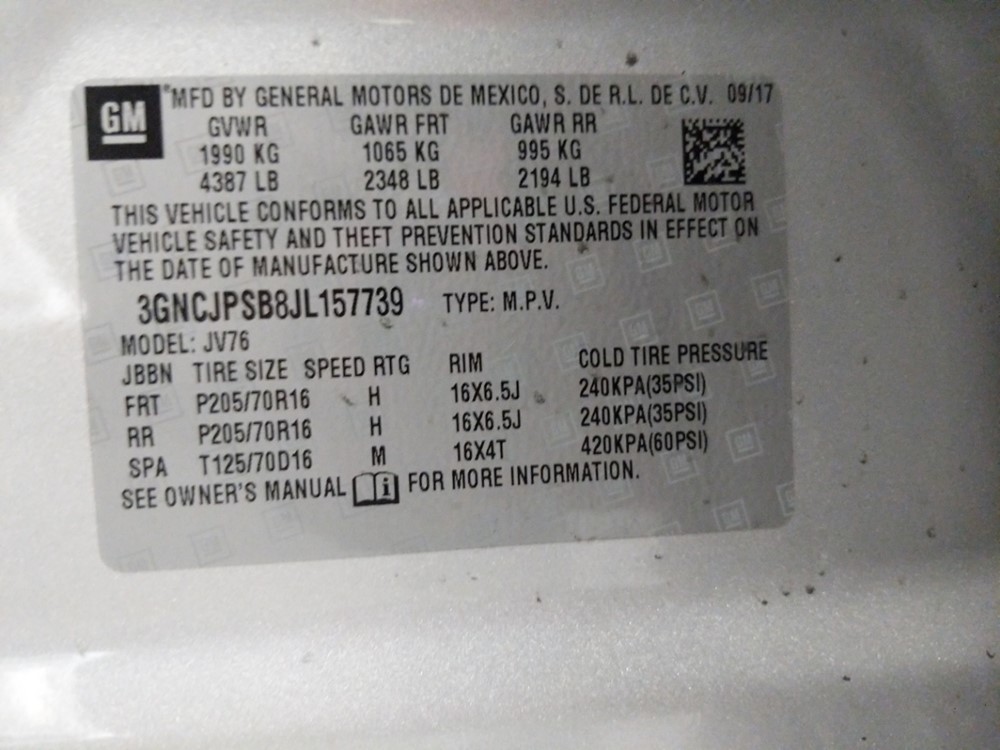 GM
*MFD BY GENERAL MOTORS DE MEXICO, S. DE R.L. DE C.V. 09/17
GVWR GAWR FRT GAWR RR
1990 KG 1065 KG 995 KG
4387 LB 2348 LB 2194 LB
THIS VEHICLE CONFORMS TO ALL APPLICABLE U.S. FEDERAL MOTOR
VEHICLE SAFETY AND THEFT PREVENTION STANDARDS IN EFFECT ON
THE DATE OF MANUFACTURE SHOWN ABOVE.
3GNCJPSB8JL157739 TYPE: M.P.V.
MODEL: JV76
JBBN TIRE SIZE SPEED RTG RIM COLD TIRE PRESSURE
FRT P205/70R16 H 16X6.5J 240KPA(35PSI)
RR P205/70R16 H 16X6.5J 240KPA(35PSI)
SPA T125/70D16 M 16X4T 420KPA(60PSI)
SEE OWNER'S MANUAL i FOR MORE INFORMATION.